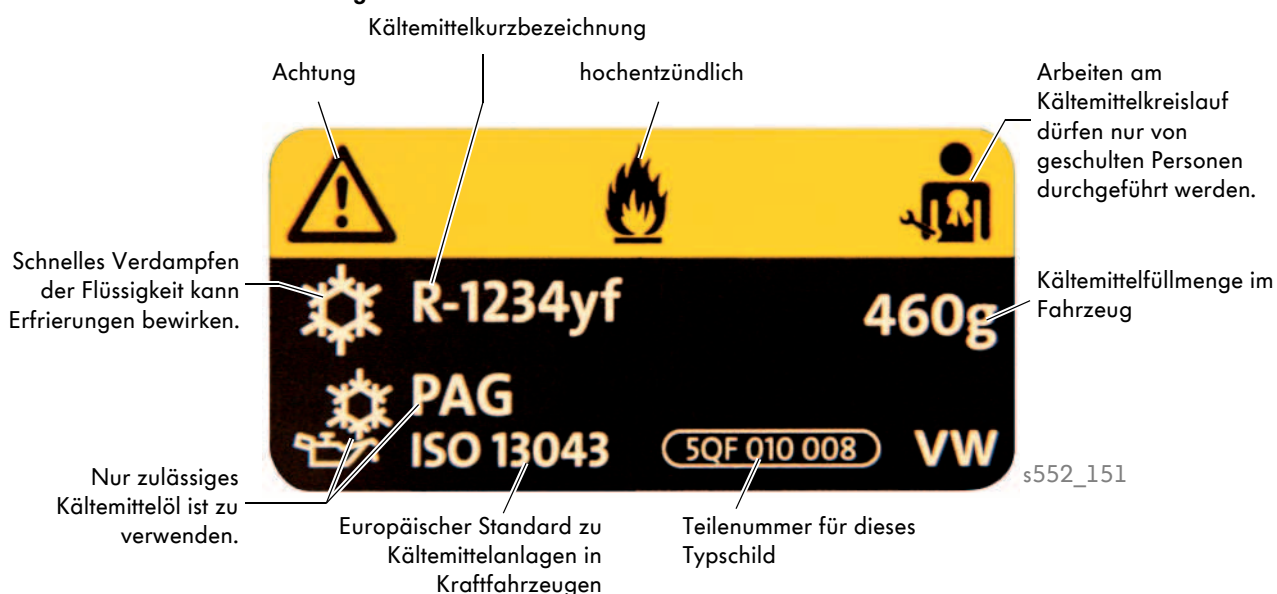 Kältemittelkurzbezeichnung
Achtung
hochentzündlich
Arbeiten am
Kältemittelkreislauf
dürfen nur von
geschulten Personen
durchgeführt werden.
Schnelles Verdampfen
der Flüssigkeit kann
Erfrierungen bewirken.
R-1234yf
460g
Kältemittelfüllmenge im
Fahrzeug
PAG
ISO 13043
5QF 010 008
VW
s552_151
Nur zulässiges
Kältemittelöl ist zu
verwenden.
Europäischer Standard zu
Kältemittelanlagen in
Kraftfahrzeugen
Teilenummer für dieses
Typschild